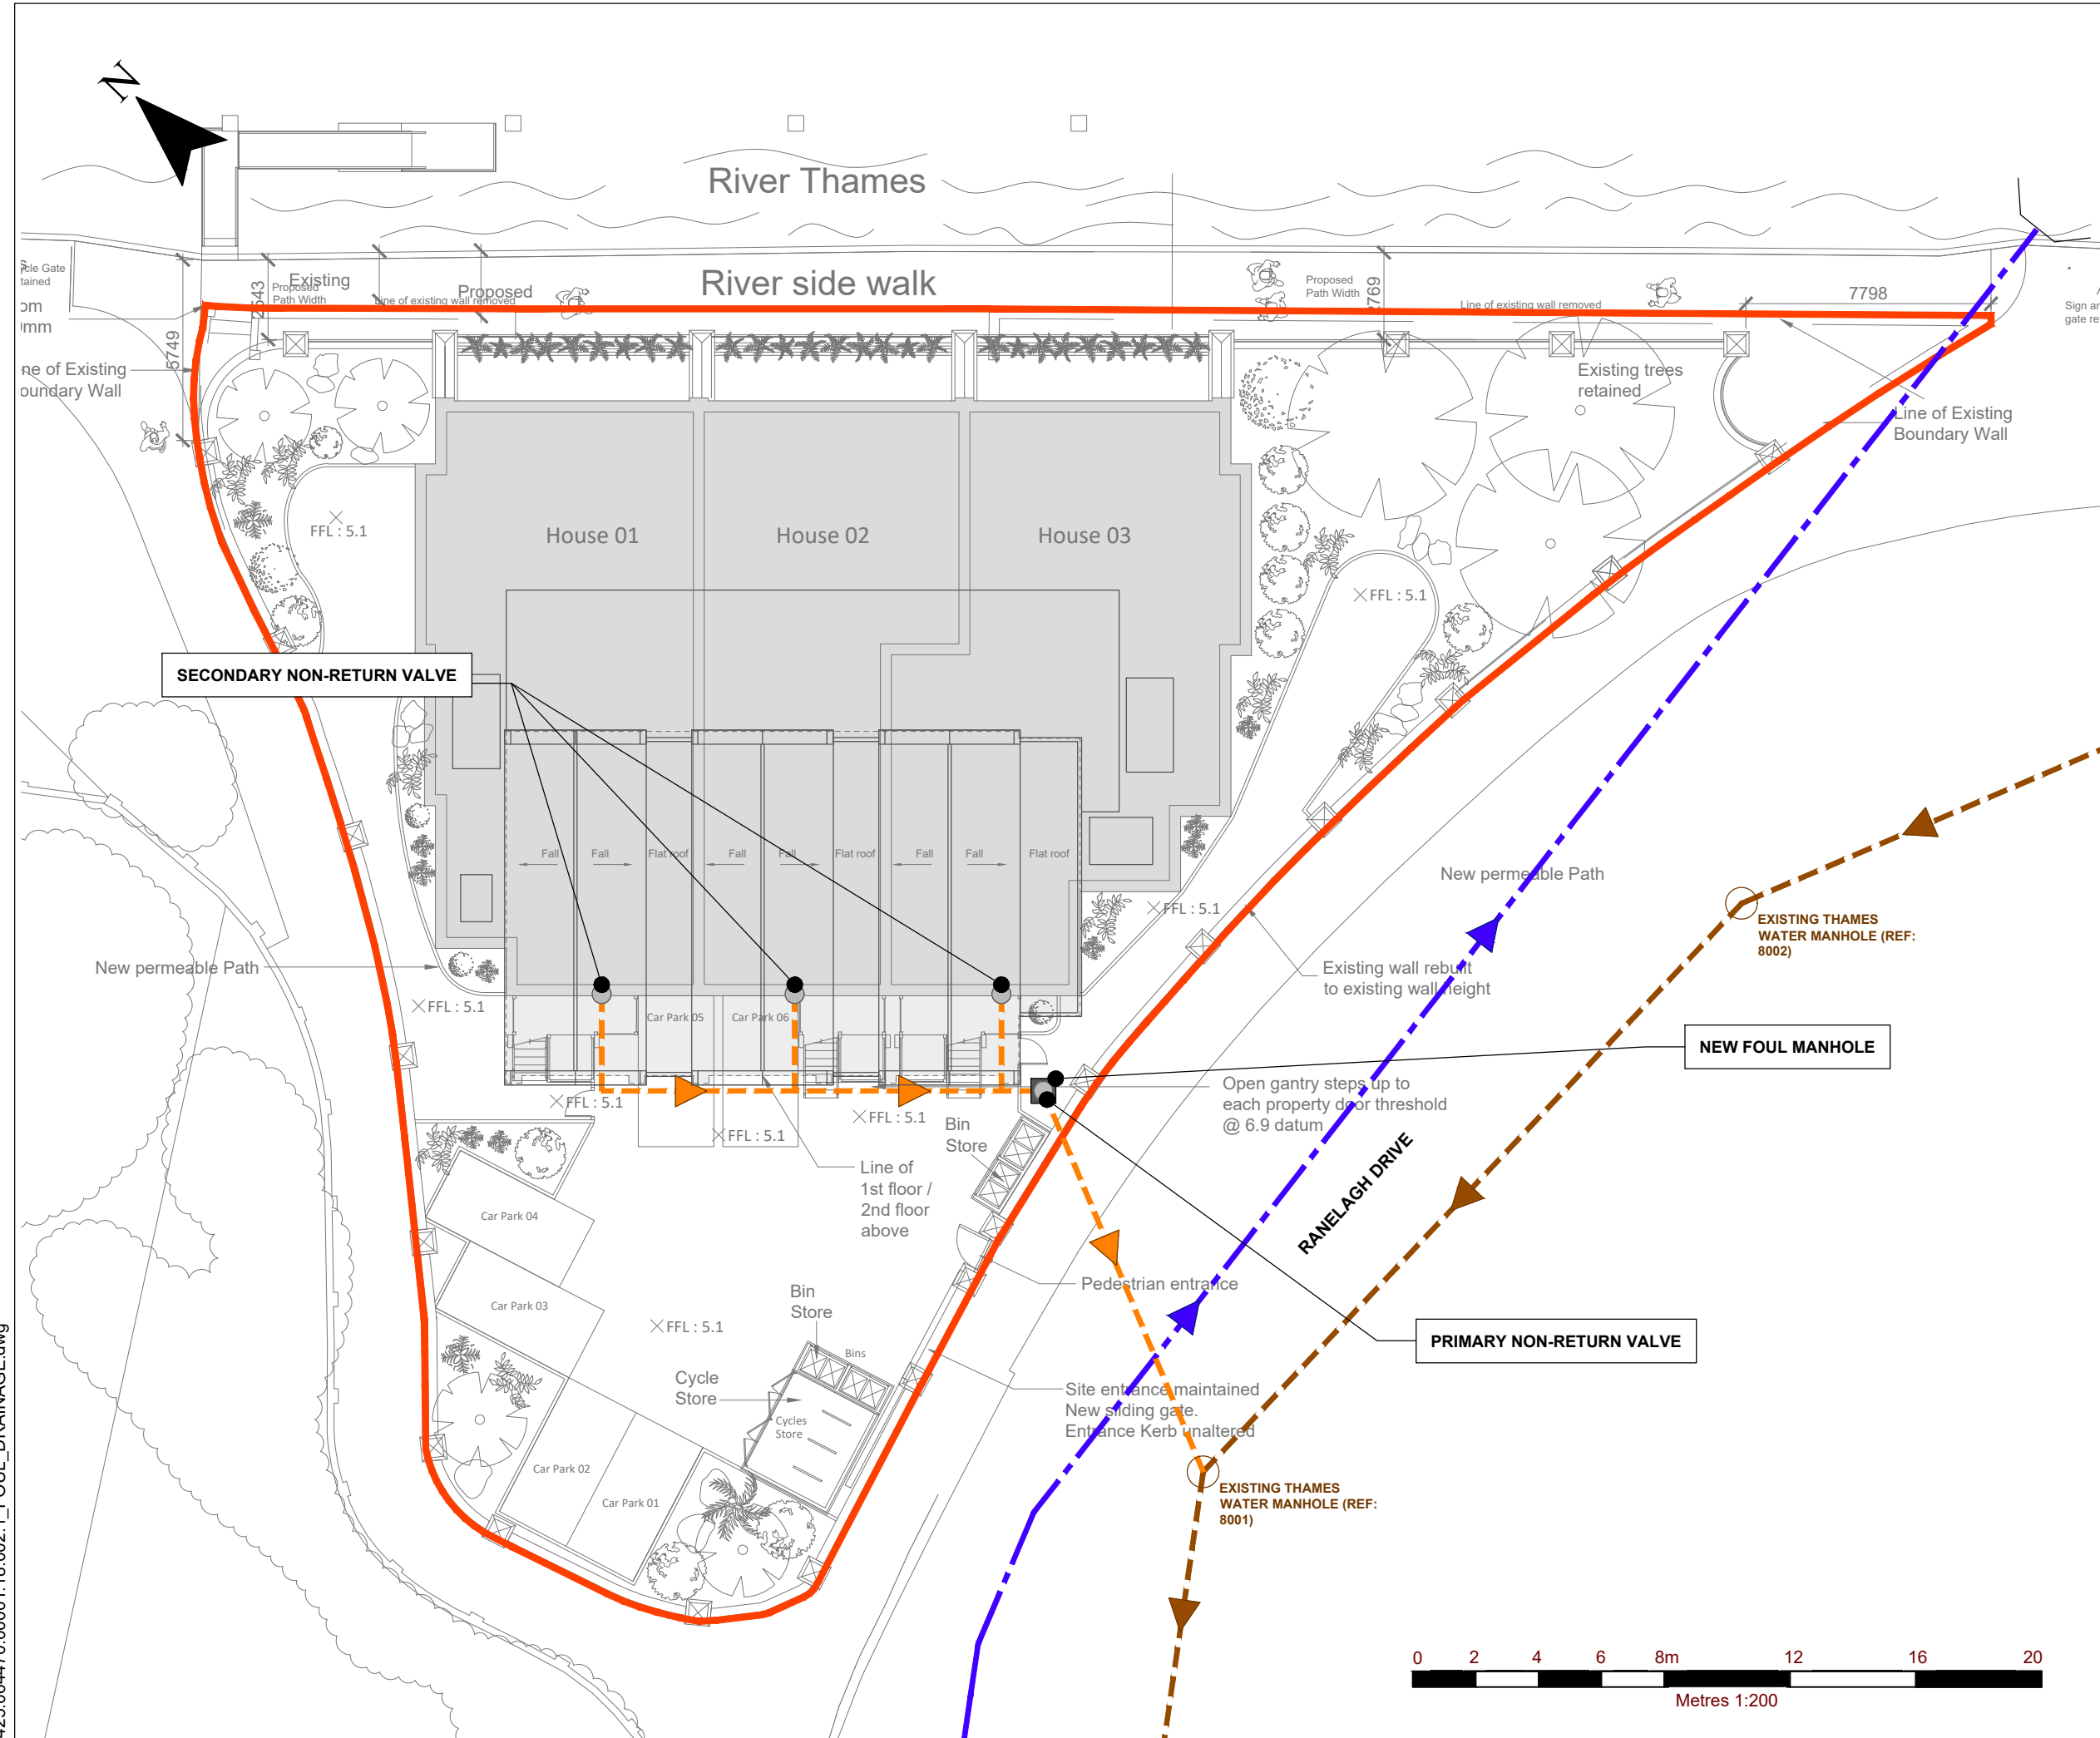 N
River Thames
River side walk
Existing
Proposed
Path Width
Proposed
Line of existing wall removed
2543
5749
cle Gate
tained
om
mm
ne of Existing
oundary Wall
Proposed
Path Width
769
Line of existing wall removed
7798
Sign an
gate re
Existing trees
retained
Line of Existing
Boundary Wall
FFL : 5.1
House 01
House 02
House 03
FFL : 5.1
SECONDARY NON-RETURN VALVE
Fall
Fall
Flat roof
Fall
Fall
Flat roof
Fall
Fall
Flat roof
New permeable Path
FFL : 5.1
EXISTING THAMES
WATER MANHOLE (REF:
8002)
New permeable Path
FFL : 5.1
Existing wall rebuilt
to existing wall height
Car Park 05
Car Park 06
NEW FOUL MANHOLE
FFL : 5.1
FFL : 5.1
FFL : 5.1
Bin
Store
Open gantry steps up to
each property door threshold
@ 6.9 datum
Line of
1st floor /
2nd floor
above
RANELAGH DRIVE
Car Park 04
Car Park 03
Pedestrian entrance
Bin
Store
FFL : 5.1
PRIMARY NON-RETURN VALVE
Bins
Cycle
Store
Cycles
Store
Site entrance maintained
New sliding gate.
Entrance Kerb unaltered
Car Park 02
Car Park 01
EXISTING THAMES
WATER MANHOLE (REF:
8001)
0 2 4 6 8m 12 16 20
Metres 1:200